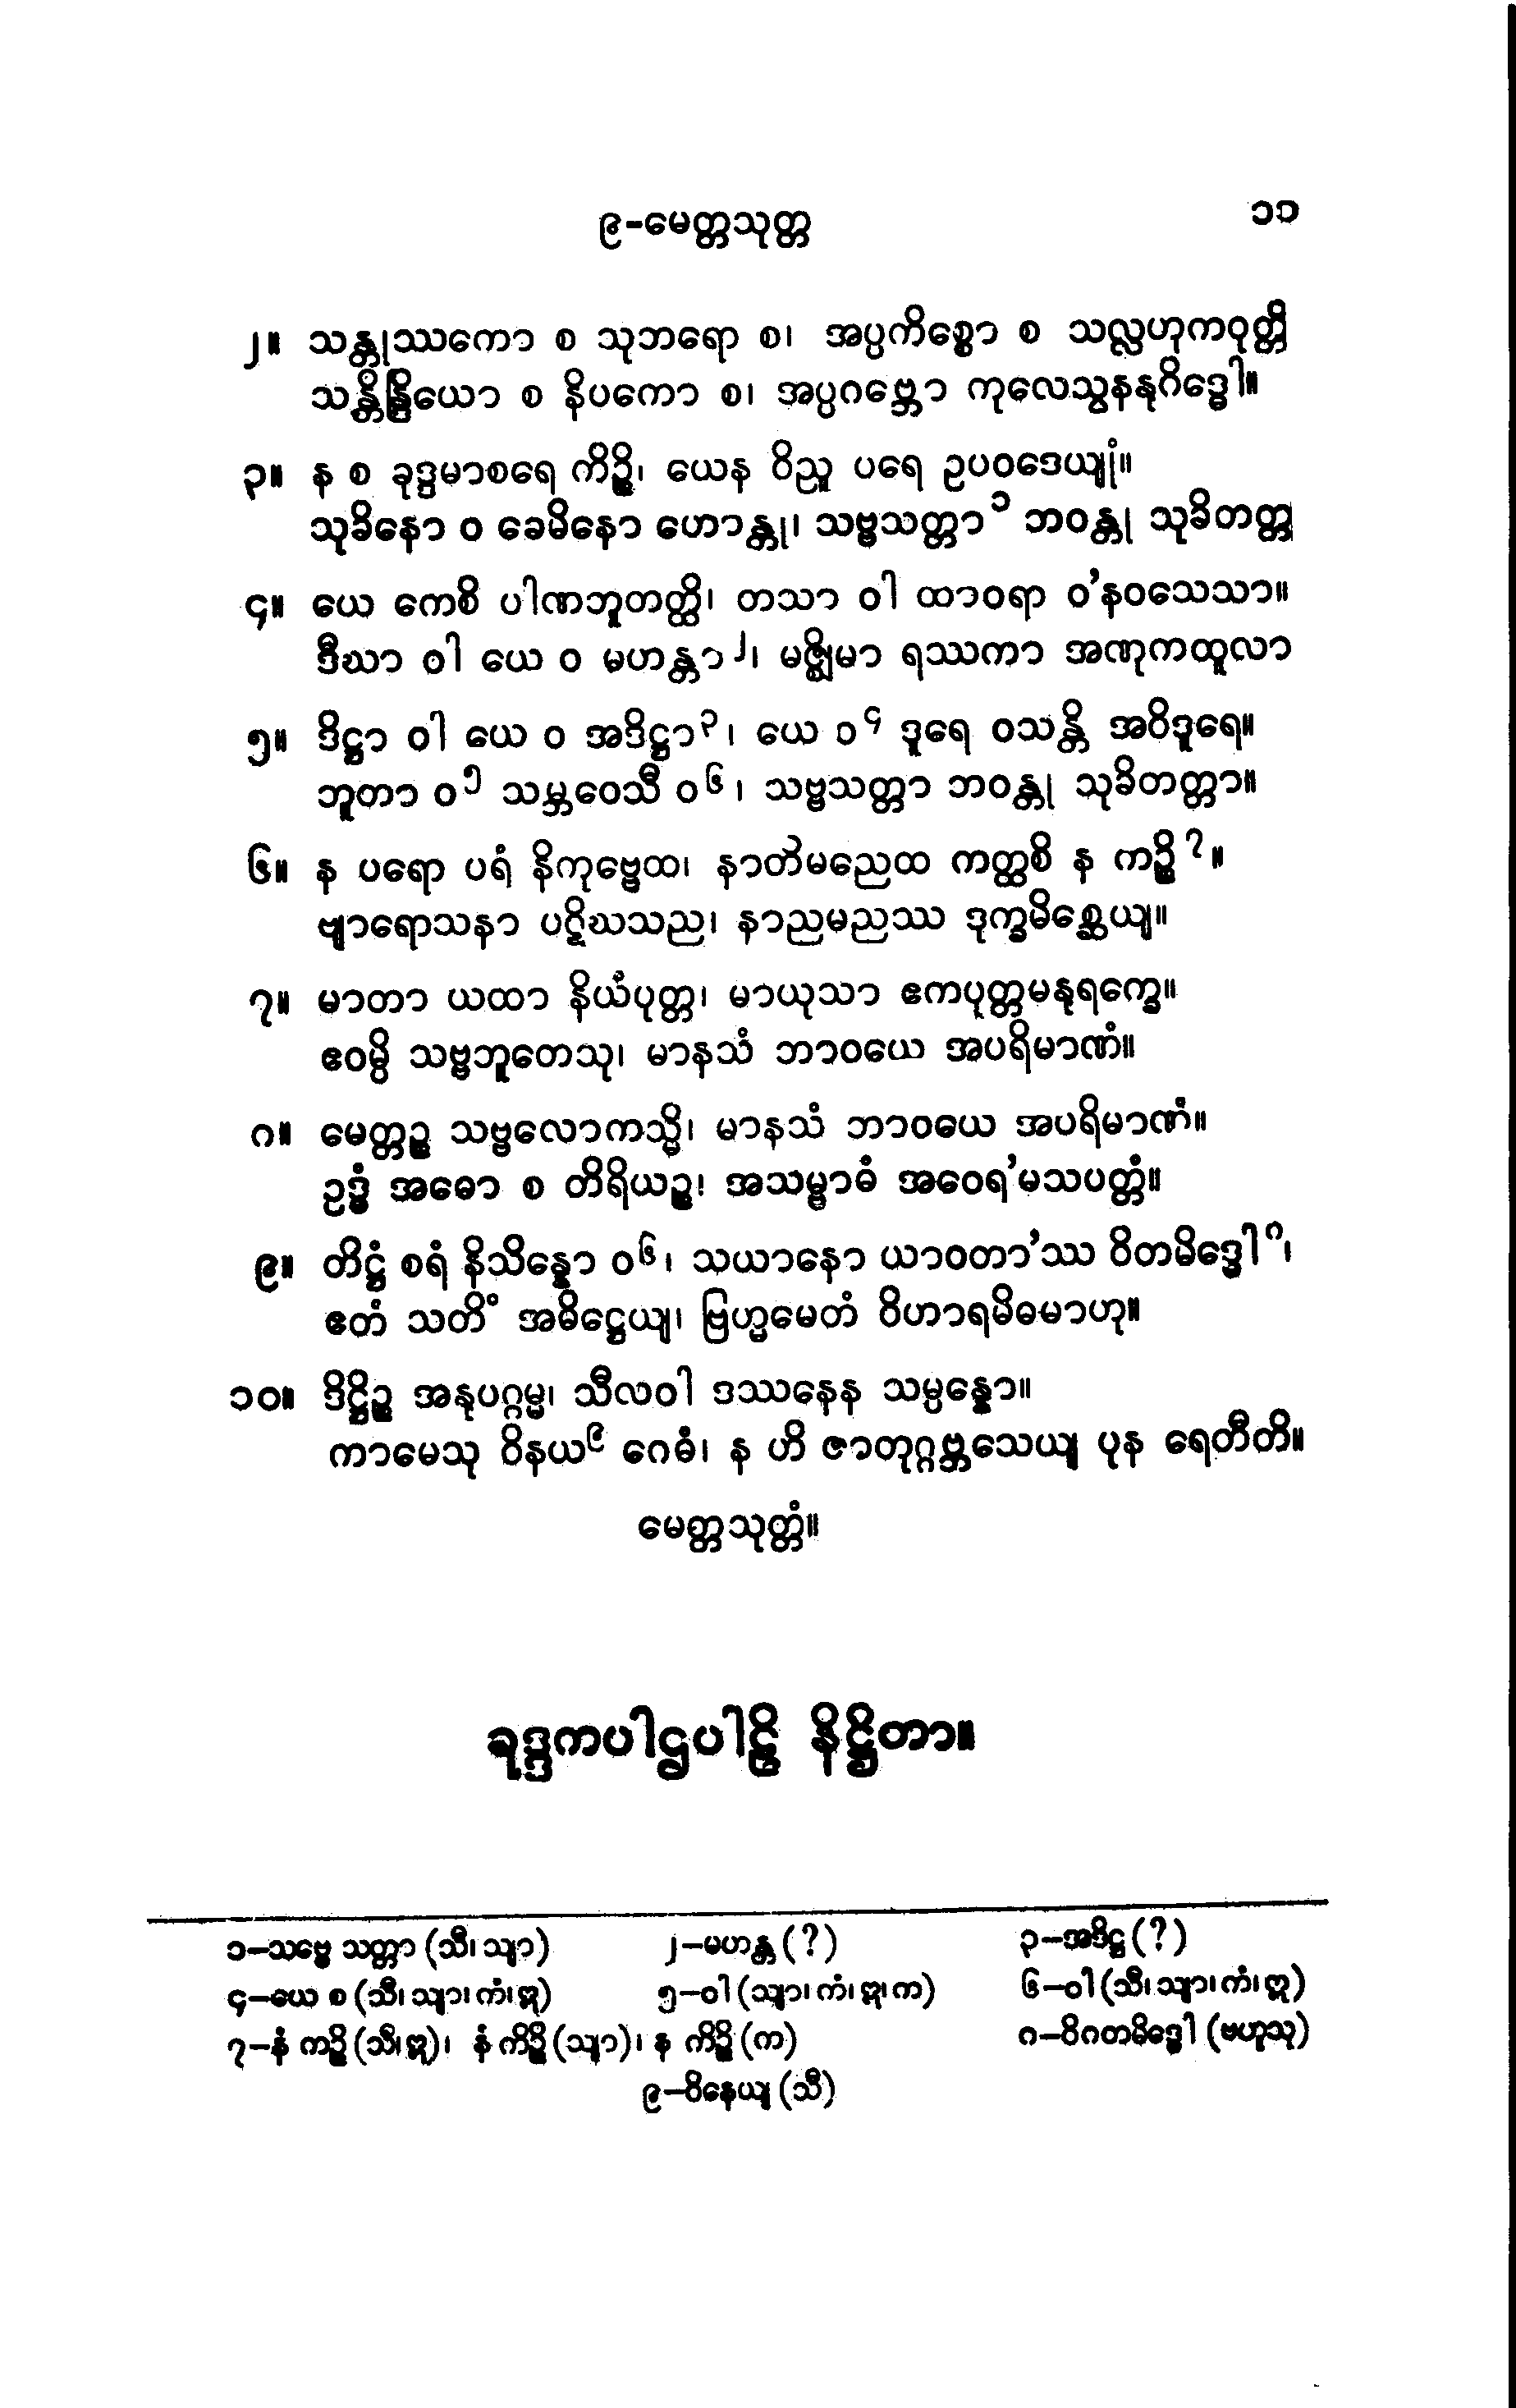 ၉-မေတ္တသုတ္တ ၁၁
၂။ သန္တုဿကော စ သုဘရော စ၊ အပ္ပကိစ္စော စ သလ္လဟုကဝုတ္တိ
သန္တိန္ဒြိယော စ နိပကော စ၊ အပ္ပဂဗ္ဘော ကုလေသွနနုဂိဒ္ဓေါ။
၃။ န စ ခုဒ္ဒမာစရေ ကိဉ္စိ၊ ယေန ဝိညူ ပရေ ဥပဝဒေယျုံ။
သုခိနော ဝ ခေမိနော ဟောန္တု၊ သဗ္ဗသတ္တာ၁ ဘဝန္တု သုခိတတ္တ
၄။ ယေ ကေစိ ပါဏဘူတတ္ထိ၊ တသာ ဝါ ထာဝရာ ဝ’နဝသေသာ။
ဒီဃာ ဝါ ယေ ဝ မဟန္တာ၂၊ မဇ္ဈိမာ ရဿကာ အဏုကထူလာ
၅။ ဒိဋ္ဌာ ဝါ ယေ ဝ အဒိဋ္ဌာ၃၊ ယေ ဝ၄ ဒူရေ ဝသန္တိ အဝိဒူရေ။
ဘူတာ ဝ၅ သမ္ဘဝေသီ ဝ၆၊ သဗ္ဗသတ္တာ ဘဝန္တု သုခိတတ္တာ။
၆။ န ပရော ပရံ နိကုဗ္ဗေထ၊ နာတိမညေထ ကတ္ထစိ န ကဉ္စိ၇။
ဗျာရောသနာ ပဋိဃသည၊ နာညမညဿ ဒုက္ခမိစ္ဆေယျ။
၇။ မာတာ ယထာ နိယံပုတ္တ၊ မာယုသာ ဧကပုတ္တမနုရက္ခေ။
ဧဝမ္ပိ သဗ္ဗဘူတေသု၊ မာနသံ ဘာဝယေ အပရိမာဏံ။
၈။ မေတ္တဉ္စ သဗ္ဗလောကသ္မိ၊ မာနသံ ဘာဝယေ အပရိမာဏံ။
ဥဒ္ဓံ အဓော စ တိရိယဉ္စ၊ အသမ္ဗာဓံ အဝေရ’မသပတ္တံ။
၉။ တိဋ္ဌံ စရံ နိသိန္နော ဝ၆၊ သယာနော ယာဝတာ’ဿ ဝိတမိဒ္ဓေါ၈၊
ဧတံ သတိံ အဓိဋ္ဌေယျ၊ ဗြဟ္မမေတံ ဝိဟာရမိဓမာဟု။
၁၀။ ဒိဋ္ဌိဉ္စ အနုပဂ္ဂမ္မ၊ သီလဝါ ဒဿနေန သမ္ပန္နော။
ကာမေသု ဝိနယ၉ ဂေဓံ၊ န ဟိ ဇာတုဂ္ဂဗ္ဘသေယျ ပုန ရေတီတိ။
မေတ္တသုတ္တံ။
ခုဒ္ဒကပါဌပါဠိ နိဋ္ဌိတာ။
၁–သဗ္ဗေ သတ္တာ (သီ၊ သျာ) ၂–မဟန္တ (?) ၃–အဒိဋ္ဌ (?)
၄–ယေ စ (သီ၊ သျာ၊ ကံ၊ ဣ) ၅–ဝါ (သျာ၊ ကံ၊ ဣ၊ က) ၆–ဝါ (သီ၊ သျာ၊ ကံ၊ ဣ)
၇–နံ ကဉ္စိ (သီ၊ ဣ)၊ နံ ကိဉ္စိ (သျာ)၊ န ကိဉ္စိ (က) ၈–ဝိဂတမိဒ္ဓေါ (ဗဟူသု)
၉–ဝိနေယျ (သီ)